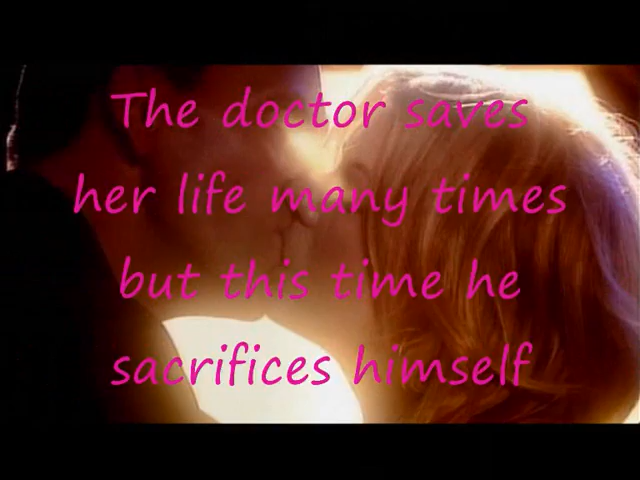 The doctor saves
her life many times
but this time he
sacrifices himself